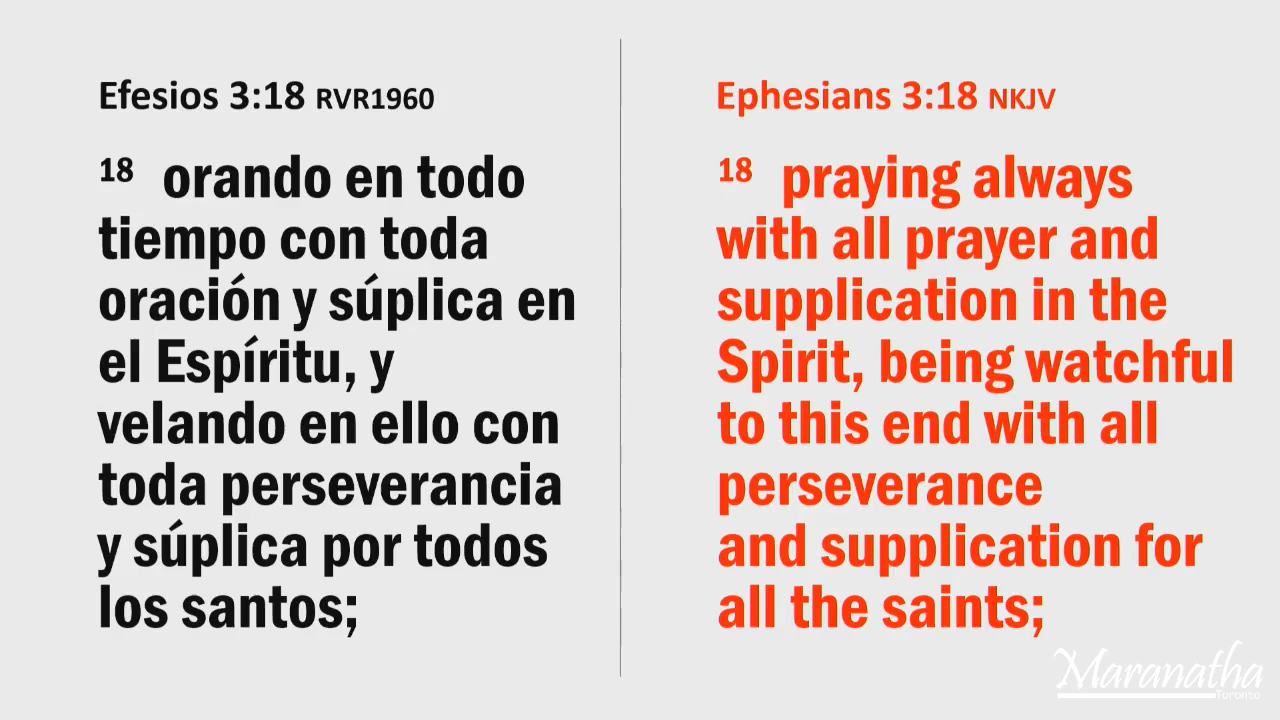 Efesios 3:18 RVR1960
18 orando en todo
tiempo con toda
oración y súplica en
el Espíritu, y
velando en ello con
toda perseverancia
y súplica por todos
los santos;
Ephesians 3:18 NKJV
18 praying always
with all prayer and
supplication in the
Spirit, being watchful
to this end with all
perseverance
and supplication for
all the saints;
Maranatha
Toronto